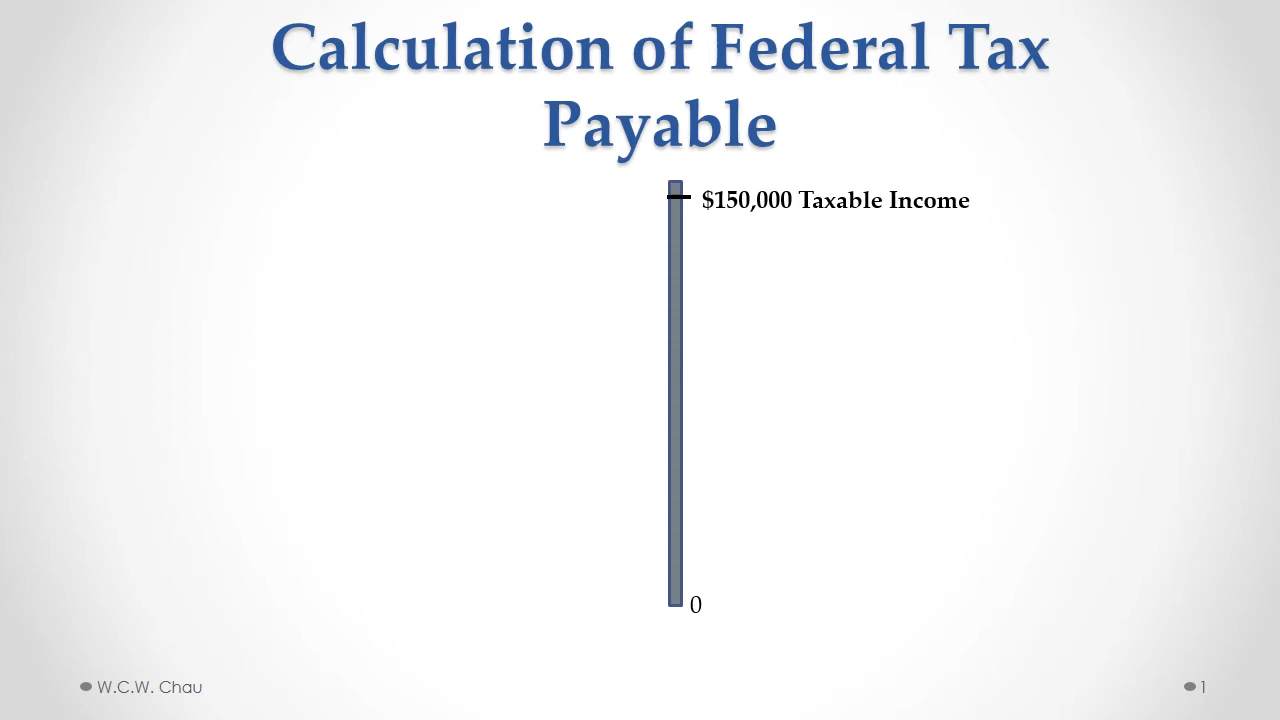 Calculation of Federal Tax
Payable
$150,000 Taxable Income
0
W.C.W. Chau
1